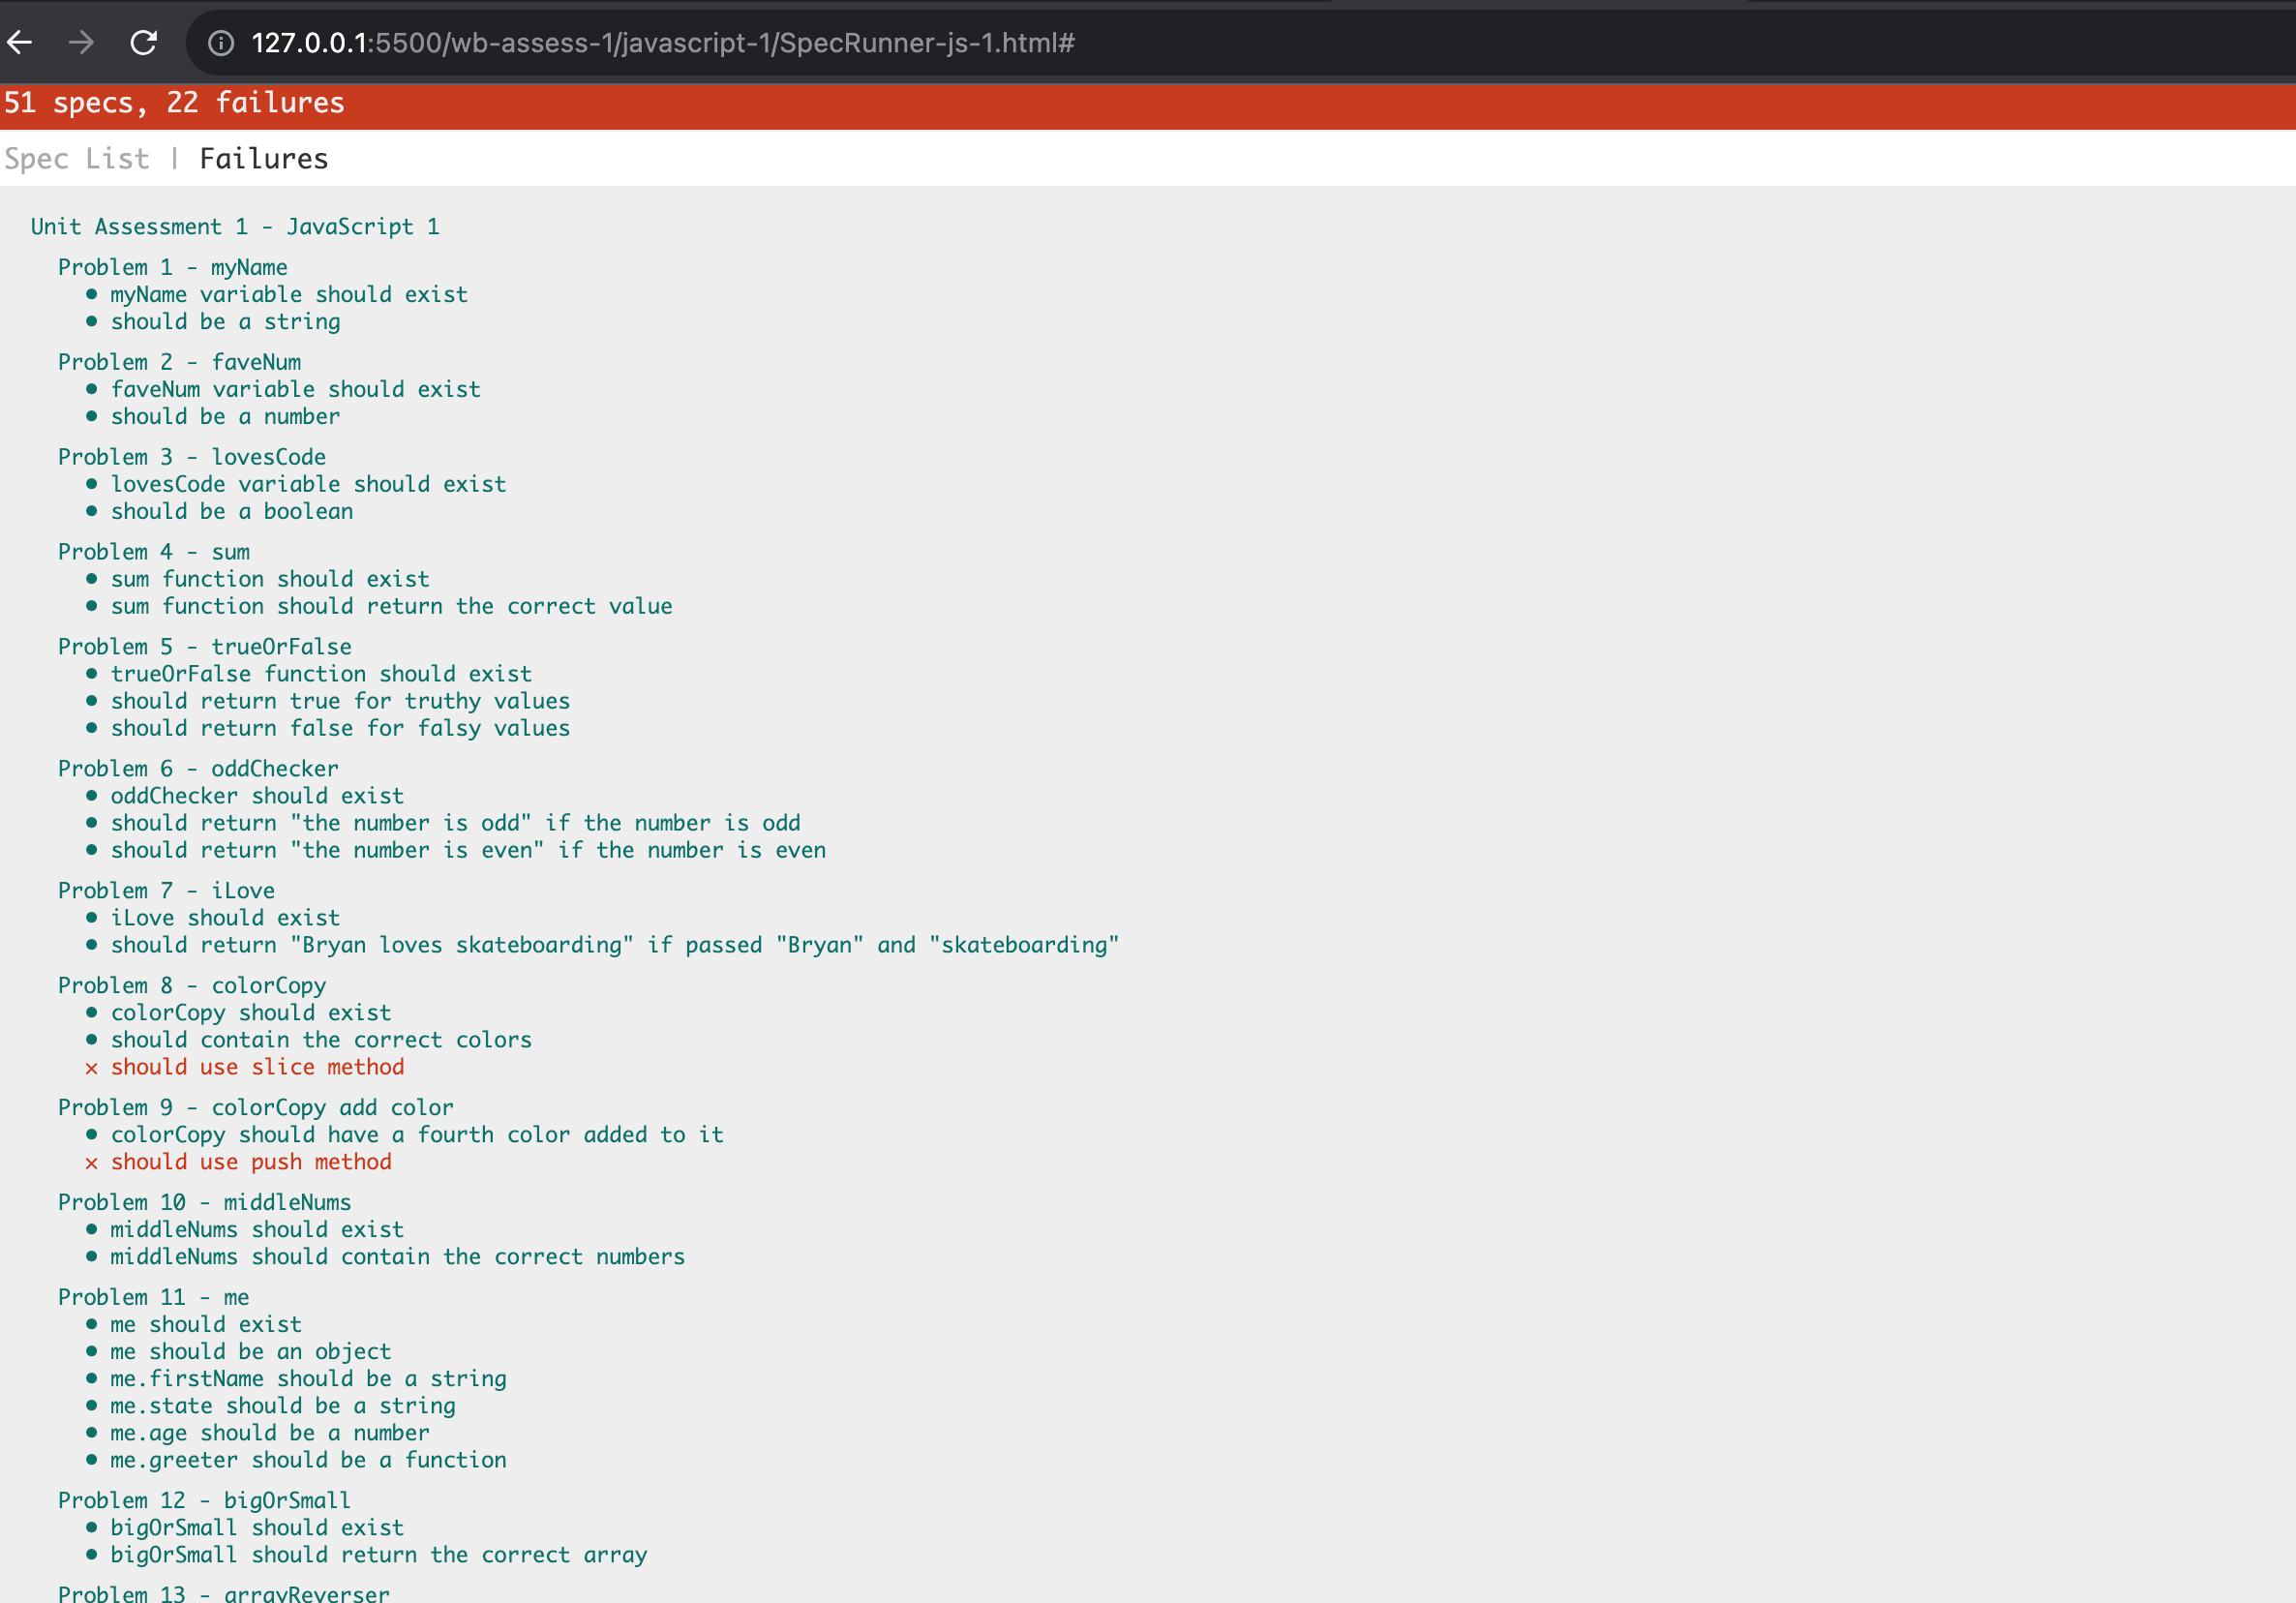 127.0.0.1:5500/wb-assess-1/javascript-1/SpecRunner-js-1.html#
51 specs, 22 failures
Spec List | Failures
Unit Assessment 1 - JavaScript 1
Problem 1 - myName
• myName variable should exist
• should be a string
Problem 2 - faveNum
• faveNum variable should exist
• should be a number
Problem 3 - lovesCode
• lovesCode variable should exist
• should be a boolean
Problem 4 - sum
• sum function should exist
• sum function should return the correct value
Problem 5 - trueOrFalse
• trueOrFalse function should exist
• should return true for truthy values
• should return false for falsy values
Problem 6 - oddChecker
• oddChecker should exist
• should return "the number is odd" if the number is odd
• should return "the number is even" if the number is even
Problem 7 - iLove
• iLove should exist
• should return "Bryan loves skateboarding" if passed "Bryan" and "skateboarding"
Problem 8 - colorCopy
• colorCopy should exist
• should contain the correct colors
× should use slice method
Problem 9 - colorCopy add color
• colorCopy should have a fourth color added to it
× should use push method
Problem 10 - middleNums
• middleNums should exist
• middleNums should contain the correct numbers
Problem 11 - me
• me should exist
• me should be an object
• me.firstName should be a string
• me.state should be a string
• me.age should be a number
• me.greeter should be a function
Problem 12 - bigOrSmall
• bigOrSmall should exist
• bigOrSmall should return the correct array
Problem 13 - arrayReverser